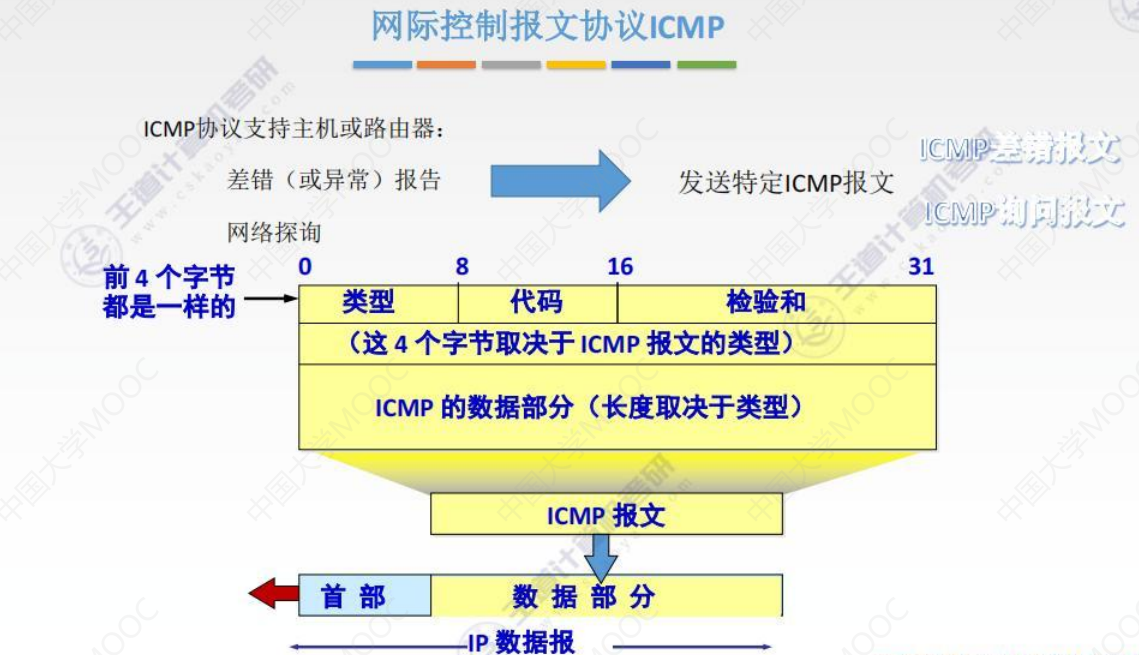 网际控制报文协议ICMP
ICMP协议支持主机或路由器：
差错（或异常）报告
网络探询
发送特定ICMP报文
ICMP差错报文
ICMP询问报文
0 8 16 31
前 4 个字节
都是一样的
类型 代码 检验和
（这 4 个字节取决于 ICMP 报文的类型）
ICMP 的数据部分（长度取决于类型）
ICMP 报文
首 部 数 据 部 分
IP 数据报
中国大学MOOC
王道计算机考研
www.cskaoyan.com